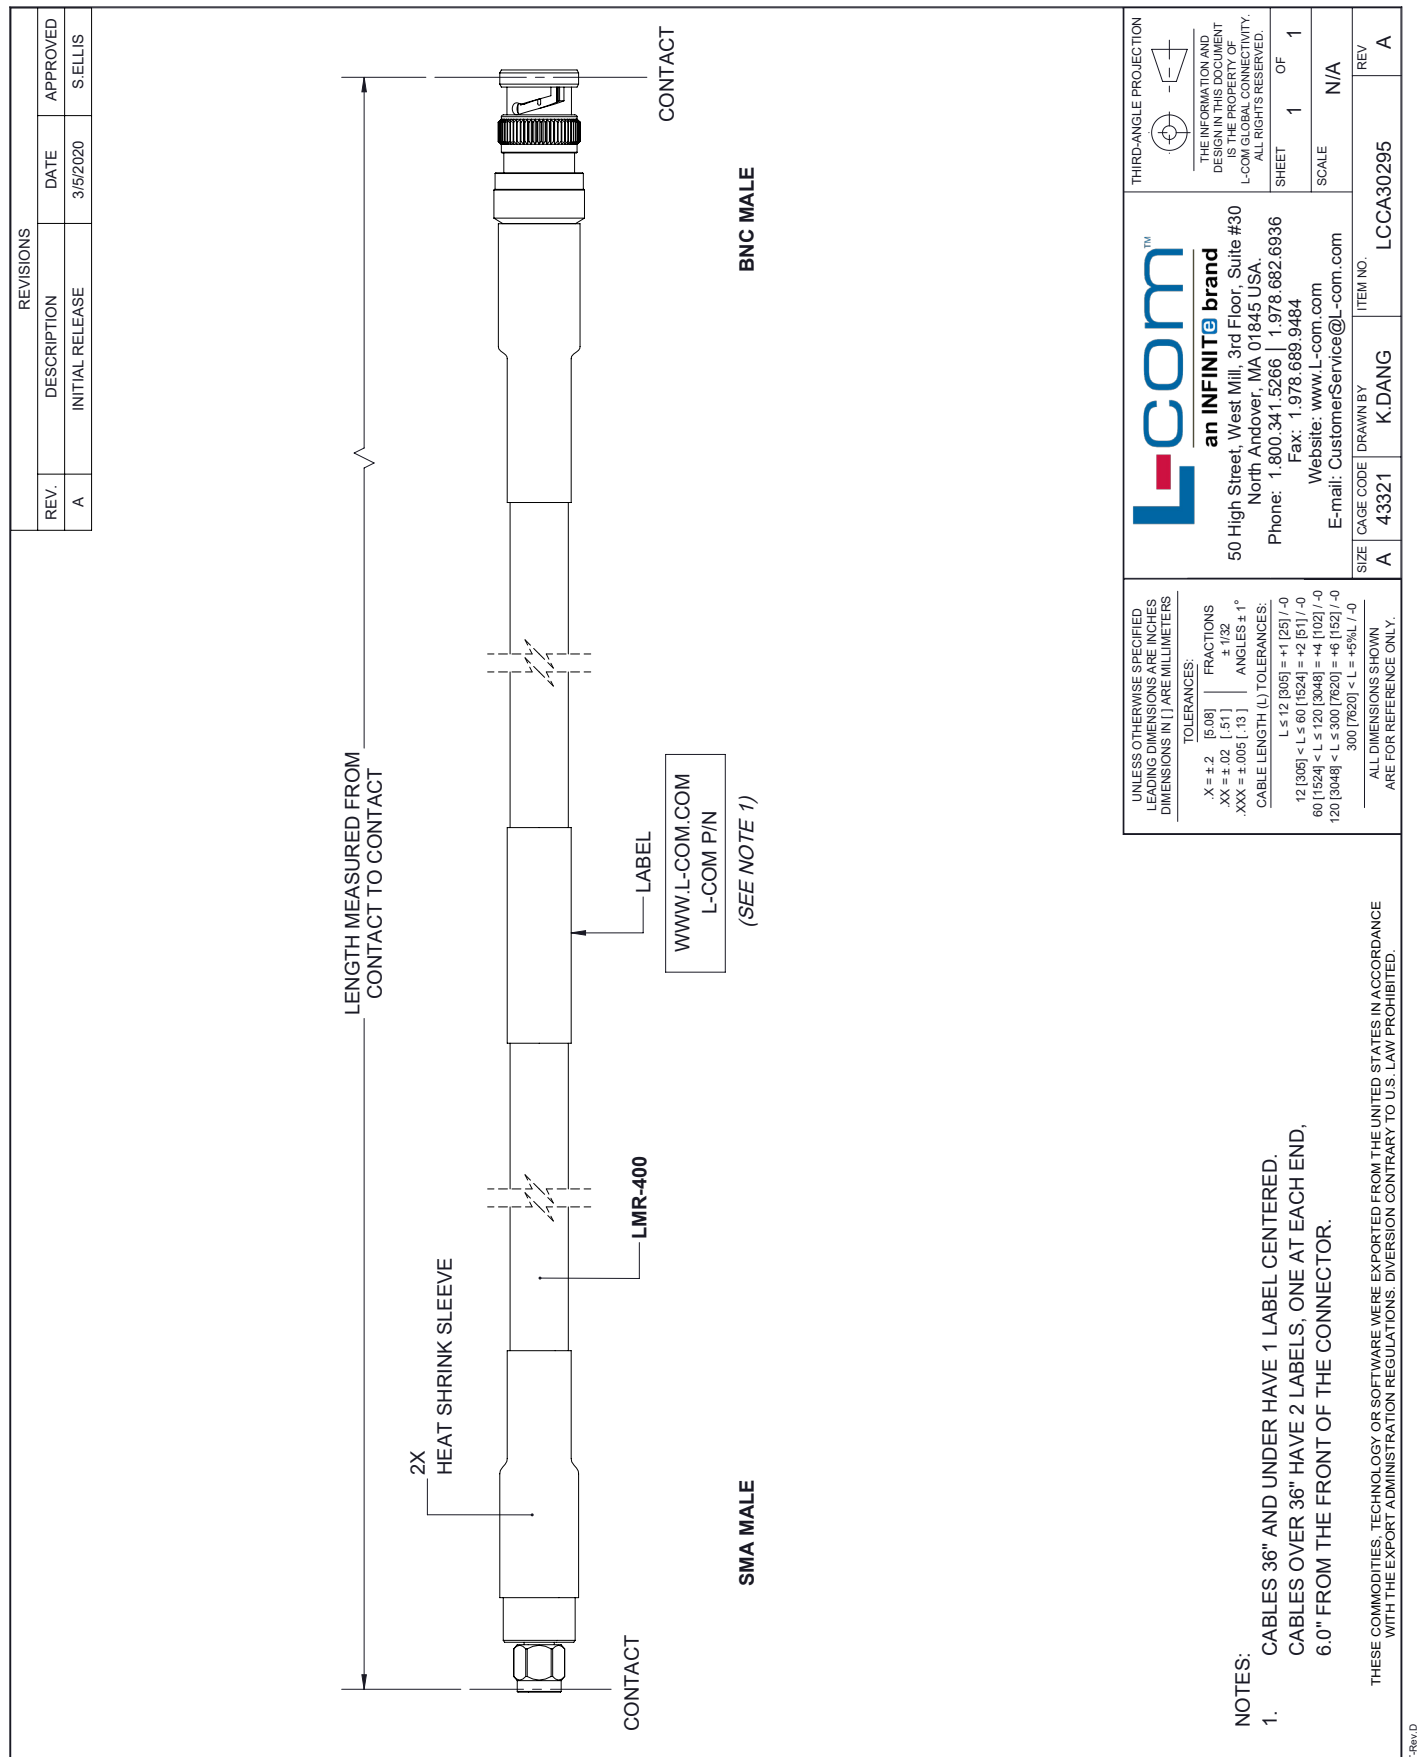 REVISIONS
REV. DESCRIPTION DATE APPROVED
A INITIAL RELEASE 3/5/2020 S.ELLIS
LENGTH MEASURED FROM
CONTACT TO CONTACT
2X
HEAT SHRINK SLEEVE
CONTACT
CONTACT
LMR-400
LABEL
WWW.L-COM.COM
L-COM P/N
(SEE NOTE 1)
SMA MALE
BNC MALE
NOTES:
1. CABLES 36" AND UNDER HAVE 1 LABEL CENTERED.
CABLES OVER 36" HAVE 2 LABELS, ONE AT EACH END,
6.0" FROM THE FRONT OF THE CONNECTOR.
THESE COMMODITIES, TECHNOLOGY OR SOFTWARE WERE EXPORTED FROM THE UNITED STATES IN ACCORDANCE
WITH THE EXPORT ADMINISTRATION REGULATIONS. DIVERSION CONTRARY TO U.S. LAW PROHIBITED.
UNLESS OTHERWISE SPECIFIED
LEADING DIMENSIONS ARE INCHES
DIMENSIONS IN [ ] ARE MILLIMETERS
TOLERANCES:
.X = ±.2 [5.08] FRACTIONS
.XX = ±.02 [.51] ± 1/32
.XXX = ±.005 [.13] ANGLES ± 1°
CABLE LENGTH (L) TOLERANCES:
L ≤ 12 [305] = +1 [25] / -0
12 [305] < L ≤ 60 [1524] = +2 [51] / -0
60 [1524] < L ≤ 120 [3048] = +4 [102] / -0
120 [3048] < L ≤ 300 [7620] = +6 [152] / -0
300 [7620] < L = +5%L / -0
ALL DIMENSIONS SHOWN
ARE FOR REFERENCE ONLY.
L-com™
an INFINITe brand
50 High Street, West Mill, 3rd Floor, Suite #30
North Andover, MA 01845 USA.
Phone: 1.800.341.5266 | 1.978.682.6936
Fax: 1.978.689.9484
Website: www.L-com.com
E-mail: CustomerService@L-com.com
THIRD-ANGLE PROJECTION
THE INFORMATION AND
DESIGN IN THIS DOCUMENT
IS THE PROPERTY OF
L-COM GLOBAL CONNECTIVITY.
ALL RIGHTS RESERVED.
SHEET 1 OF 1
SCALE N/A
SIZE A
CAGE CODE 43321
DRAWN BY K.DANG
ITEM NO. LCCA30295
REV A
Rev.D